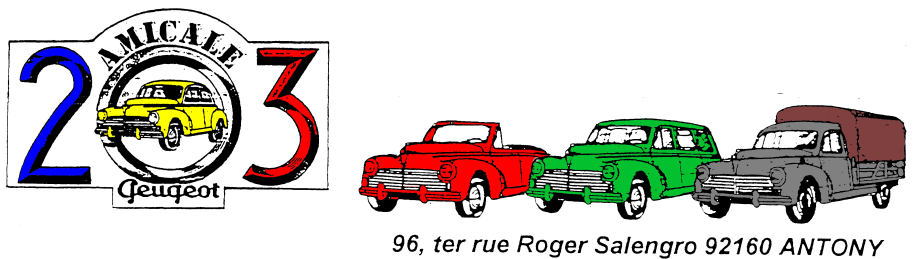 AMICALE
203
Peugeot
96, ter rue Roger Salengro 92160 ANTONY